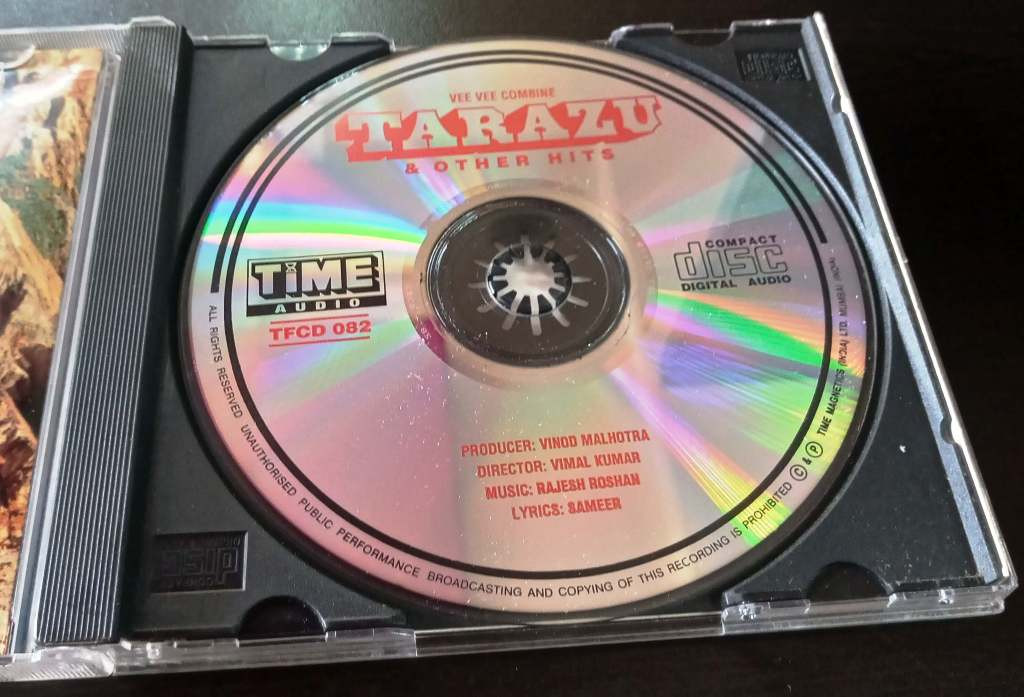 VEE VEE COMBINE
TARAZU
& OTHER HITS
TiME
AUDIO
TFCD 082
COMPACT
disc
DIGITAL AUDIO
PRODUCER: VINOD MALHOTRA
DIRECTOR: VIMAL KUMAR
MUSIC: RAJESH ROSHAN
LYRICS: SAMEER
ALL RIGHTS RESERVED UNAUTHORISED PUBLIC PERFORMANCE BROADCASTING AND COPYING OF THIS RECORDING IS PROHIBITED © & ℗ TIME MAGNETICS (INDIA) LTD. MUMBAI (INDIA)